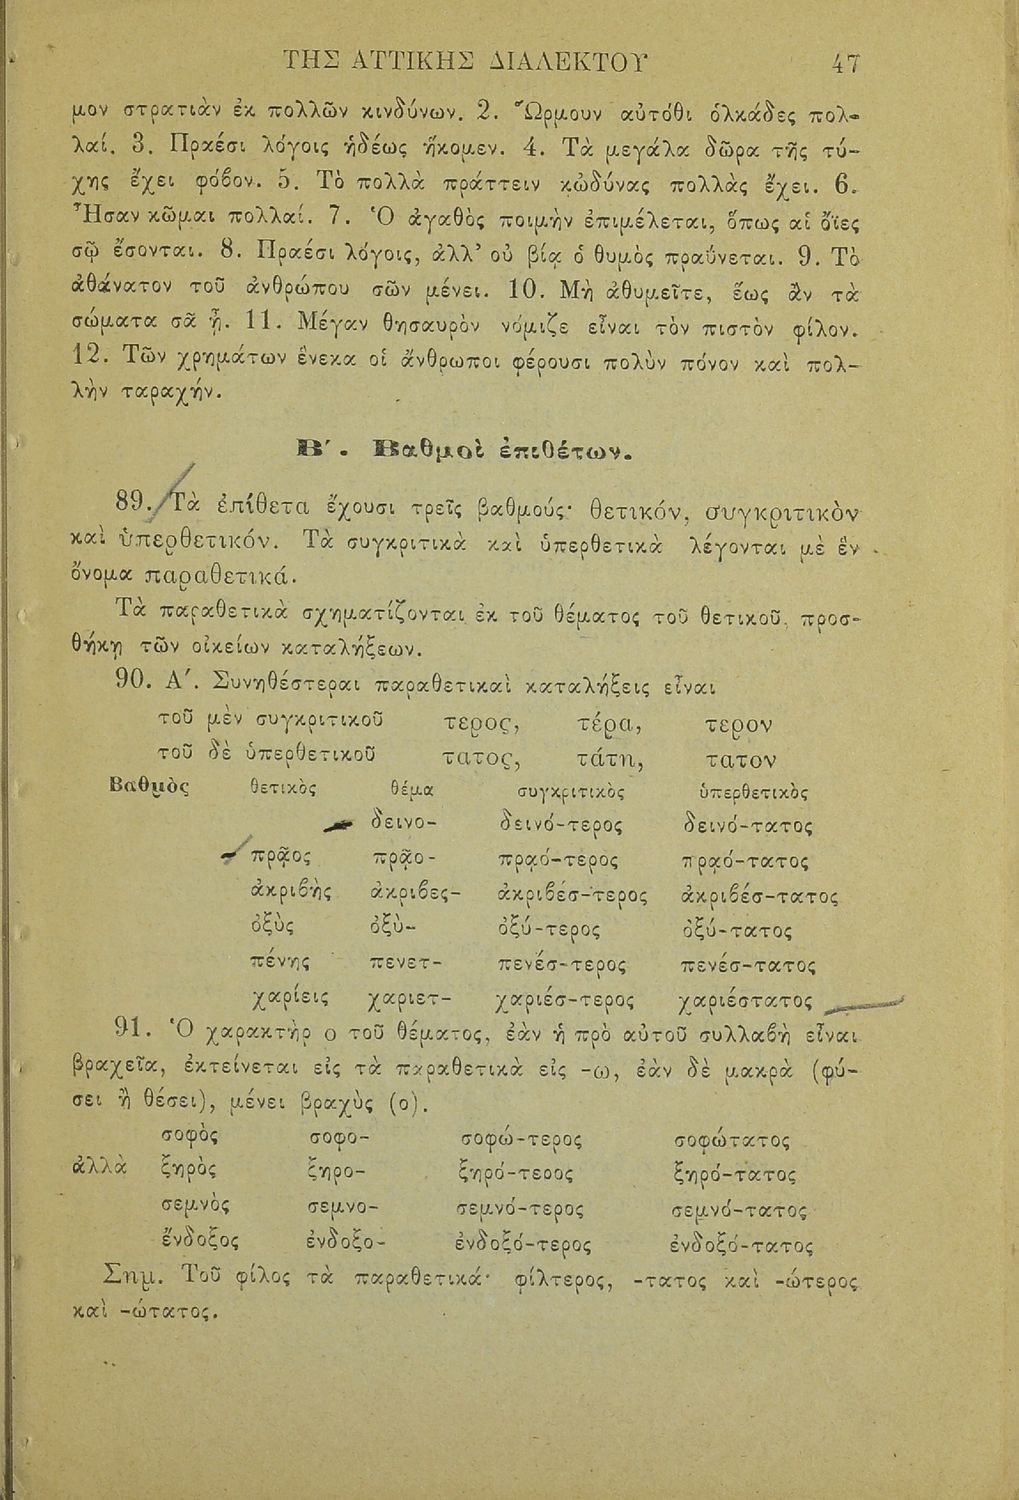 ΤΗΣ ΑΤΤΙΚΗΣ ΔΙΑΛΕΚΤΟΥ 47
μον στρατιὰν ἐκ πολλῶν κινδύνων. 2. Ὥρμουν αὐτόθι ὁλκάδες πολ-
λαί. 3. Πραέσι λόγοις ἡδέως ἥκομεν. 4. Τὰ μεγάλα δῶρα τῆς τύ-
χης ἔχει φόβον. 5. Τὸ πολλὰ πράττειν κὠδύνας πολλὰς ἔχει. 6.
Ἦσαν κῶμαι πολλαί. 7. Ὁ ἀγαθὸς ποιμὴν ἐπιμέλεται, ὅπως αἱ ὄϊες
σῷ ἔσονται. 8. Πραέσι λόγοις, ἀλλ’ οὐ βίᾳ ὁ θυμὸς πραΰνεται. 9. Τὸ
ἀθάνατον τοῦ ἀνθρώπου σῶν μένει. 10. Μὴ ἀθυμεῖτε, ἕως ἂν τὰ
σώματα σᾶ ᾖ. 11. Μέγαν θησαυρὸν νόμιζε εἶναι τὸν πιστὸν φίλον.
12. Τῶν χρημάτων ἕνεκα οἱ ἄνθρωποι φέρουσι πολὺν πόνον καὶ πολ-
λὴν ταραχήν.
Β΄. Βαθμοὶ ἐπιθέτων.
89. Τὰ ἐπίθετα ἔχουσι τρεῖς βαθμούς· θετικόν, συγκριτικὸν
καὶ ὑπερθετικόν. Τὰ συγκριτικὰ καὶ ὑπερθετικὰ λέγονται μὲ ἓν
ὄνομα παραθετικά.
Τὰ παραθετικὰ σχηματίζονται ἐκ τοῦ θέματος τοῦ θετικοῦ, προσ-
θήκῃ τῶν οἰκείων καταλήξεων.
90. Α΄. Συνηθέστεραι παραθετικαὶ καταλήξεις εἶναι
τοῦ μὲν συγκριτικοῦ τερος, τέρα, τερον
τοῦ δὲ ὑπερθετικοῦ τατος, τάτη, τατον
Βαθμὸς θετικὸς θέμα συγκριτικὸς ὑπερθετικὸς
δεινο- δεινό-τερος δεινό-τατος
πρᾷος πρᾳο- πρᾳό-τερος πρᾳό-τατος
ἀκριβὴς ἀκριβες- ἀκριβέσ-τερος ἀκριβέσ-τατος
ὀξὺς ὀξὺ- ὀξύ-τερος ὀξύ-τατος
πένης πενετ- πενέσ-τερος πενέσ-τατος
χαρίεις χαριετ- χαριέσ-τερος χαριέστατος
91. Ὁ χαρακτὴρ ο τοῦ θέματος, ἐὰν ἡ πρὸ αὐτοῦ συλλαβὴ εἶναι
βραχεῖα, ἐκτείνεται εἰς τὰ παραθετικὰ εἰς -ω, ἐὰν δὲ μακρὰ (φύ-
σει ἢ θέσει), μένει βραχὺς (ο).
σοφὸς σοφο- σοφώ-τερος σοφώτατος
ἀλλὰ ξηρὸς ξηρο- ξηρό-τερος ξηρό-τατος
σεμνὸς σεμνο- σεμνό-τερος σεμνό-τατος
ἔνδοξος ἐνδοξο- ἐνδοξό-τερος ἐνδοξό-τατος
Σημ. Τοῦ φίλος τὰ παραθετικά· φίλτερος, -τατος καὶ -ώτερος
καὶ -ώτατος.